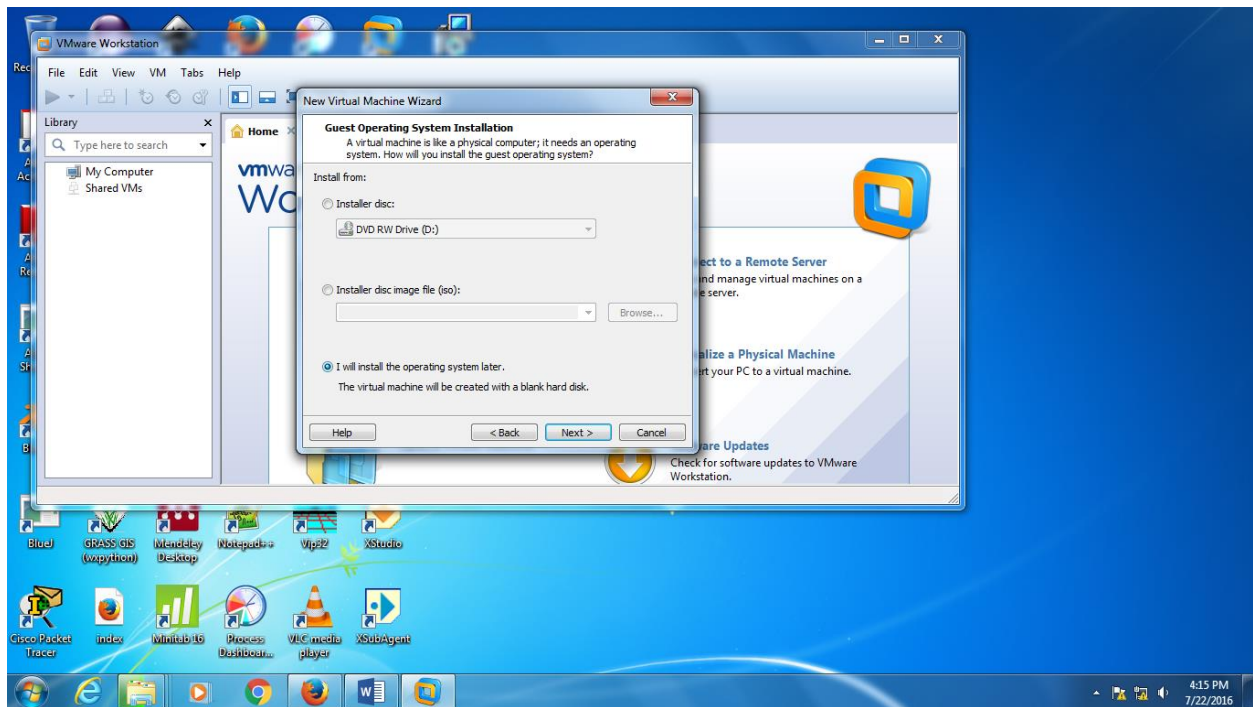 VMware Workstation
File Edit View VM Tabs Help
Library
Type here to search
My Computer
Shared VMs
Home
vmwa
Wo
New Virtual Machine Wizard
Guest Operating System Installation
A virtual machine is like a physical computer; it needs an operating
system. How will you install the guest operating system?
Install from:
Installer disc:
DVD RW Drive (D:)
Installer disc image file (iso):
Browse...
I will install the operating system later.
The virtual machine will be created with a blank hard disk.
Help
< Back
Next >
Cancel
ect to a Remote Server
and manage virtual machines on a
e server.
alize a Physical Machine
ert your PC to a virtual machine.
ware Updates
Check for software updates to VMware
Workstation.
Rec
BlueJ
GRASS GIS
(wxpython)
Mendeley
Desktop
Notepad++
Vip32
XStudio
Cisco Packet
Tracer
index
Minitab 16
Process
Dashboar...
VLC media
player
XSubAgent
4:15 PM
7/22/2016